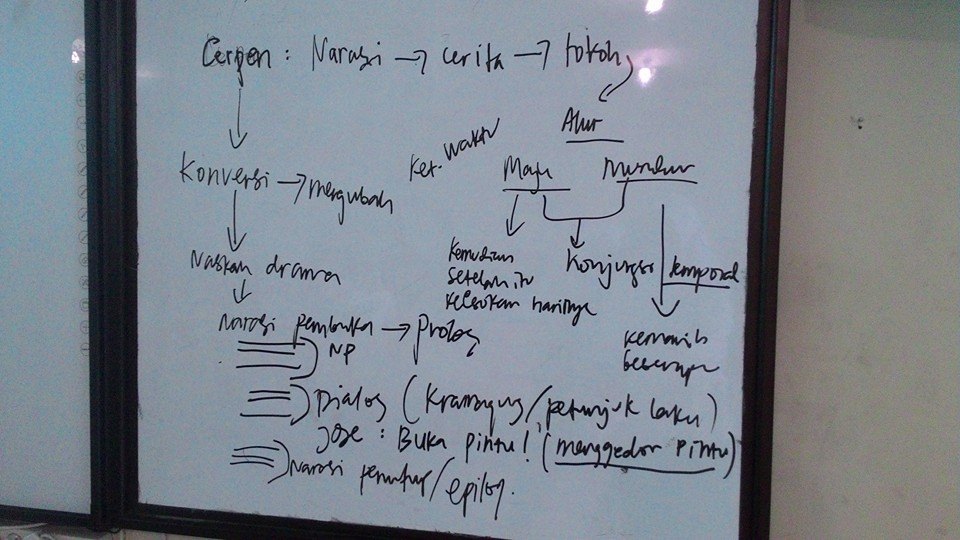 Cerpen : Narasi → cerita → tokoh
Alur
Ket. Waktu
Maju Mundur
Konversi → mengubah
kemudian
setelah itu
keesokan harinya
Konjungsi temporal
Naskah drama
kemarin
beberapa
Narasi pembuka → Prolog
NP
Dialog (Kramagung/petunjuk laku)
Jose : Buka pintu! (menggedor pintu)
Narasi penutup/epilog.